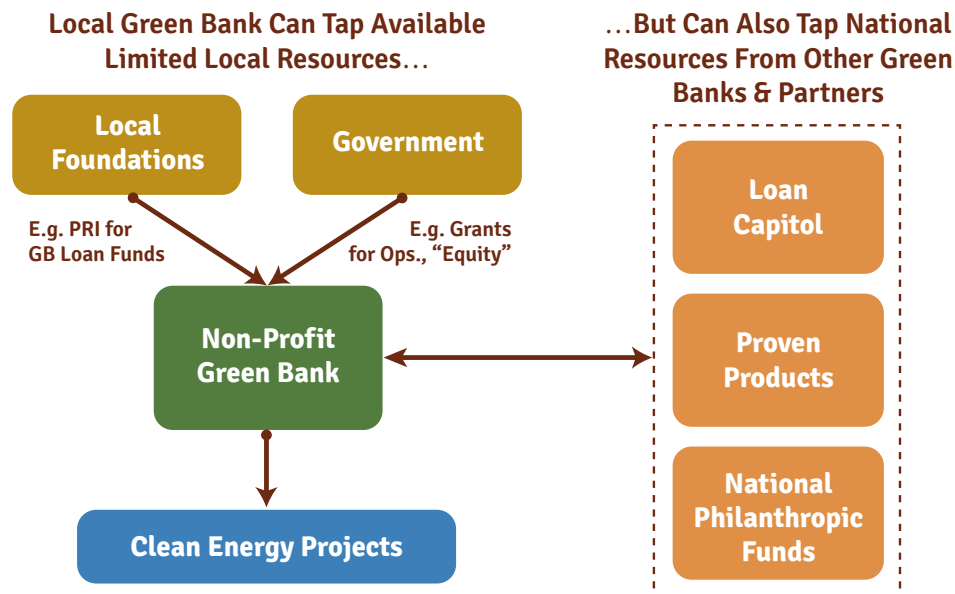 Local Green Bank Can Tap Available
Limited Local Resources…
…But Can Also Tap National
Resources From Other Green
Banks & Partners
Local
Foundations
Government
E.g. PRI for
GB Loan Funds
E.g. Grants
for Ops., “Equity”
Non-Profit
Green Bank
Clean Energy Projects
Loan
Capitol
Proven
Products
National
Philanthropic
Funds